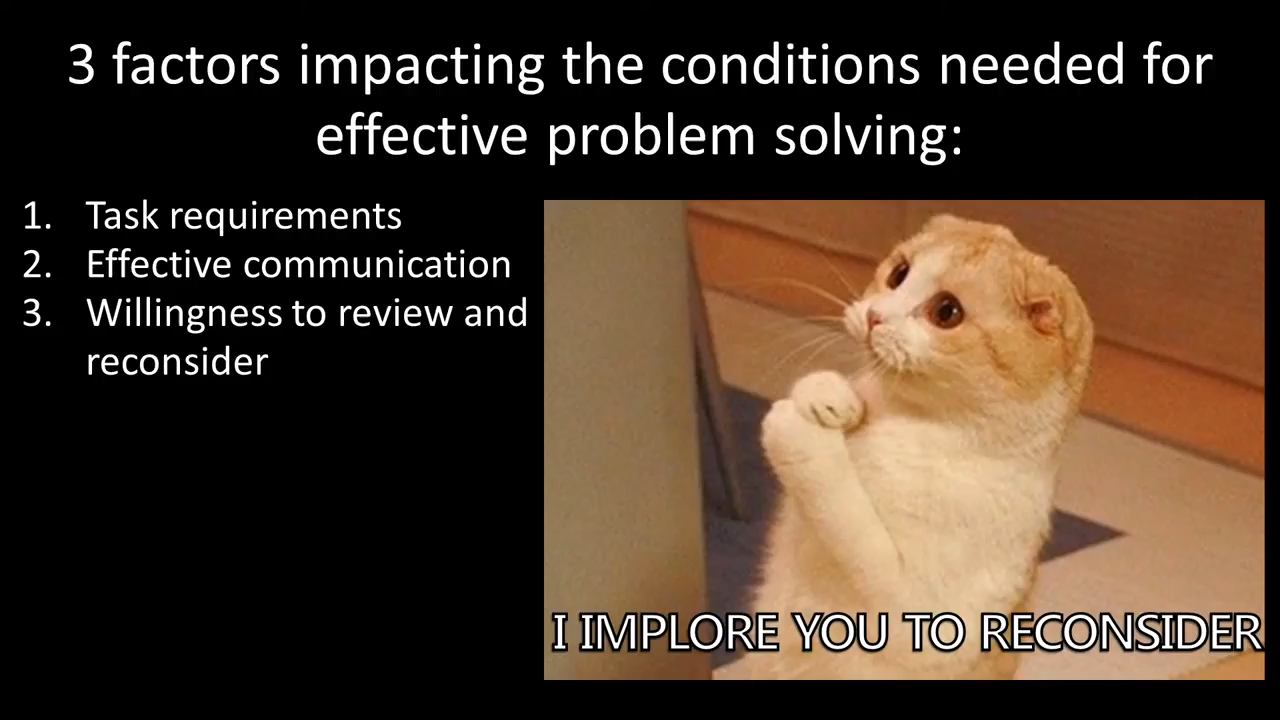 3 factors impacting the conditions needed for
effective problem solving:
1. Task requirements
2. Effective communication
3. Willingness to review and
reconsider
I IMPLORE YOU TO RECONSIDER